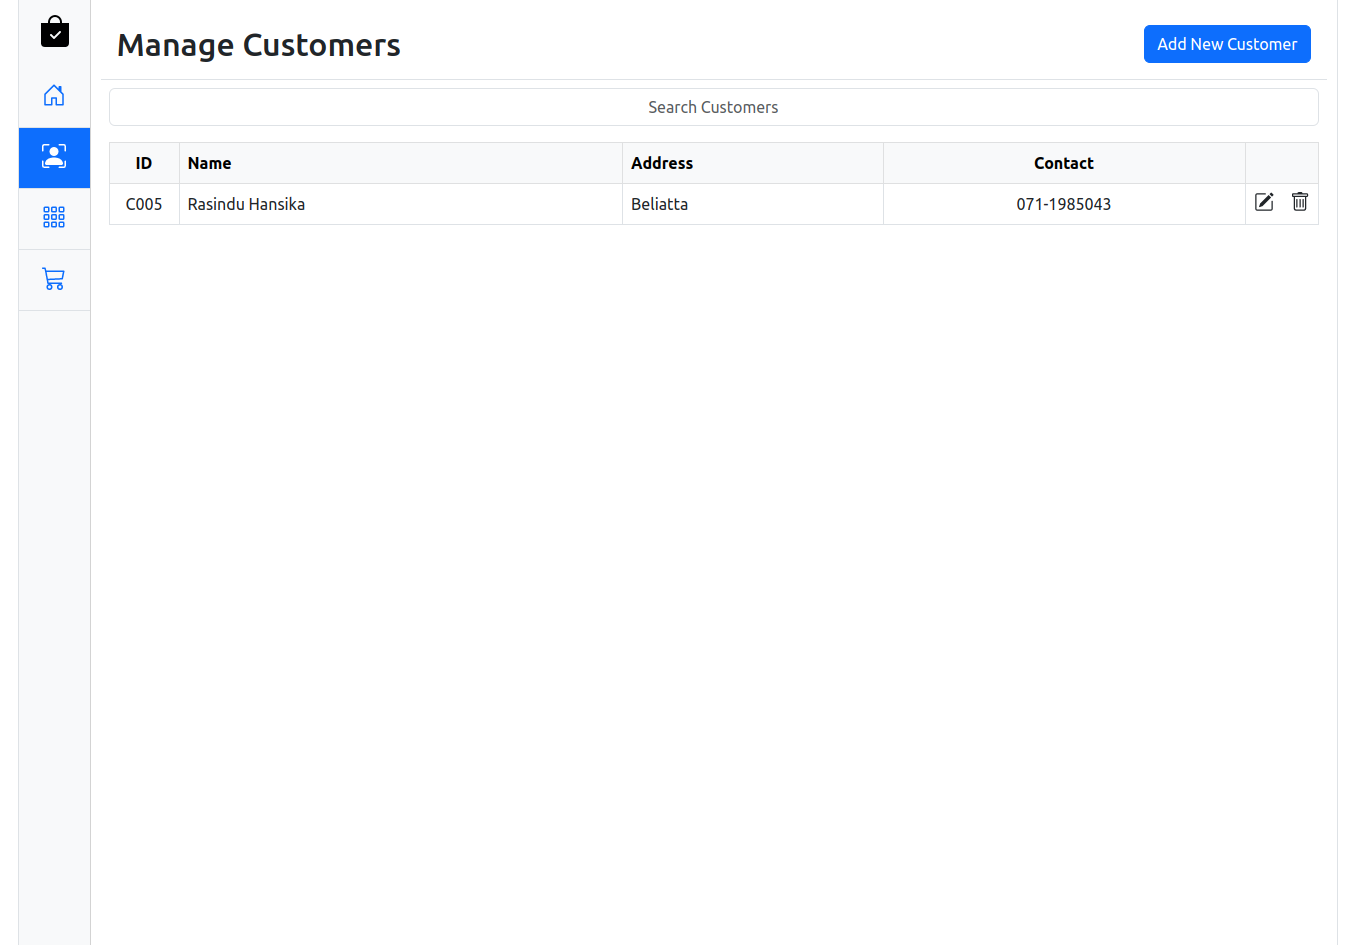 Manage Customers
Add New Customer
Search Customers
ID Name Address Contact
C005 Rasindu Hansika Beliatta 071-1985043